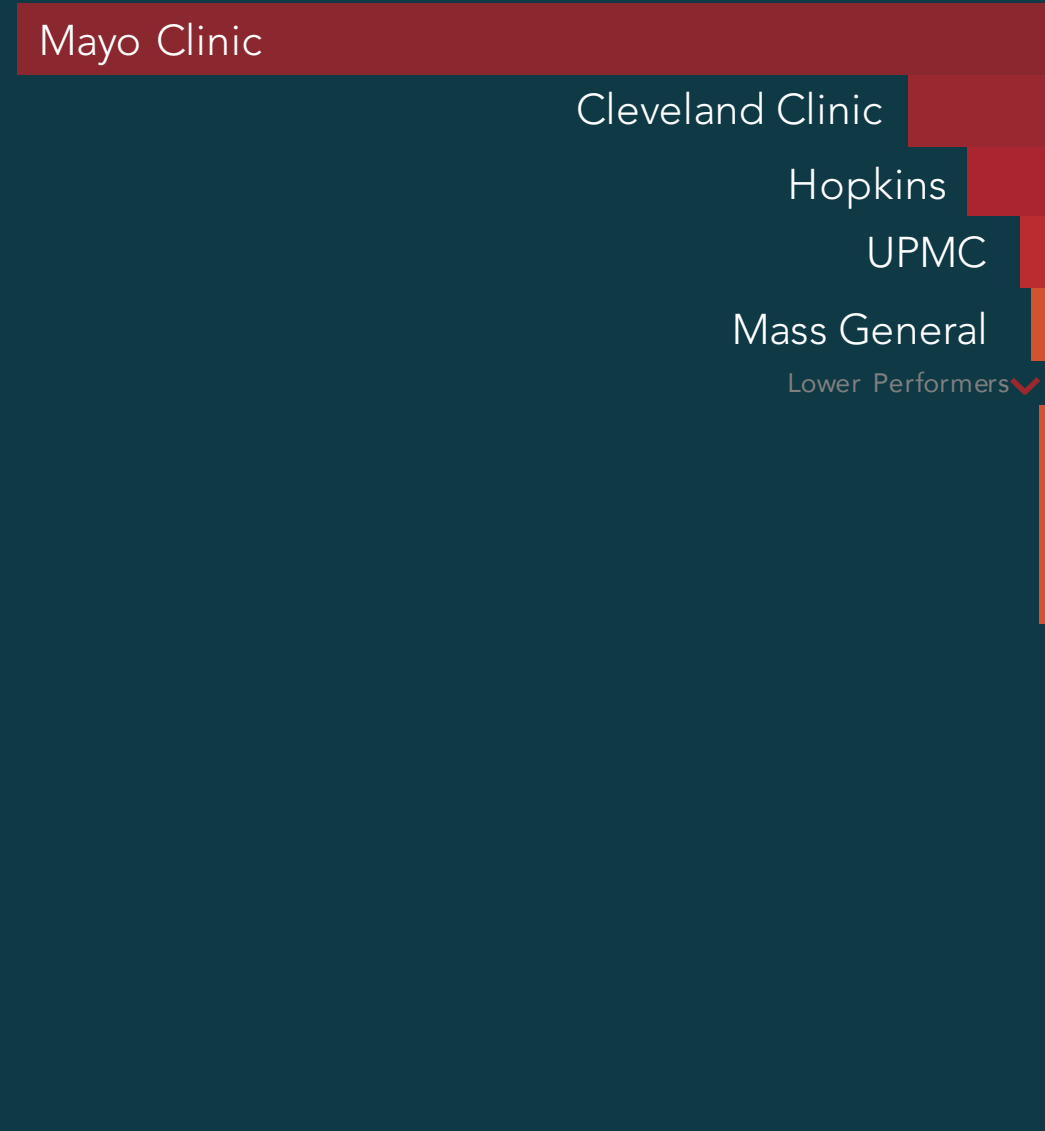 Mayo Clinic
Cleveland Clinic
Hopkins
UPMC
Mass General
Lower Performers